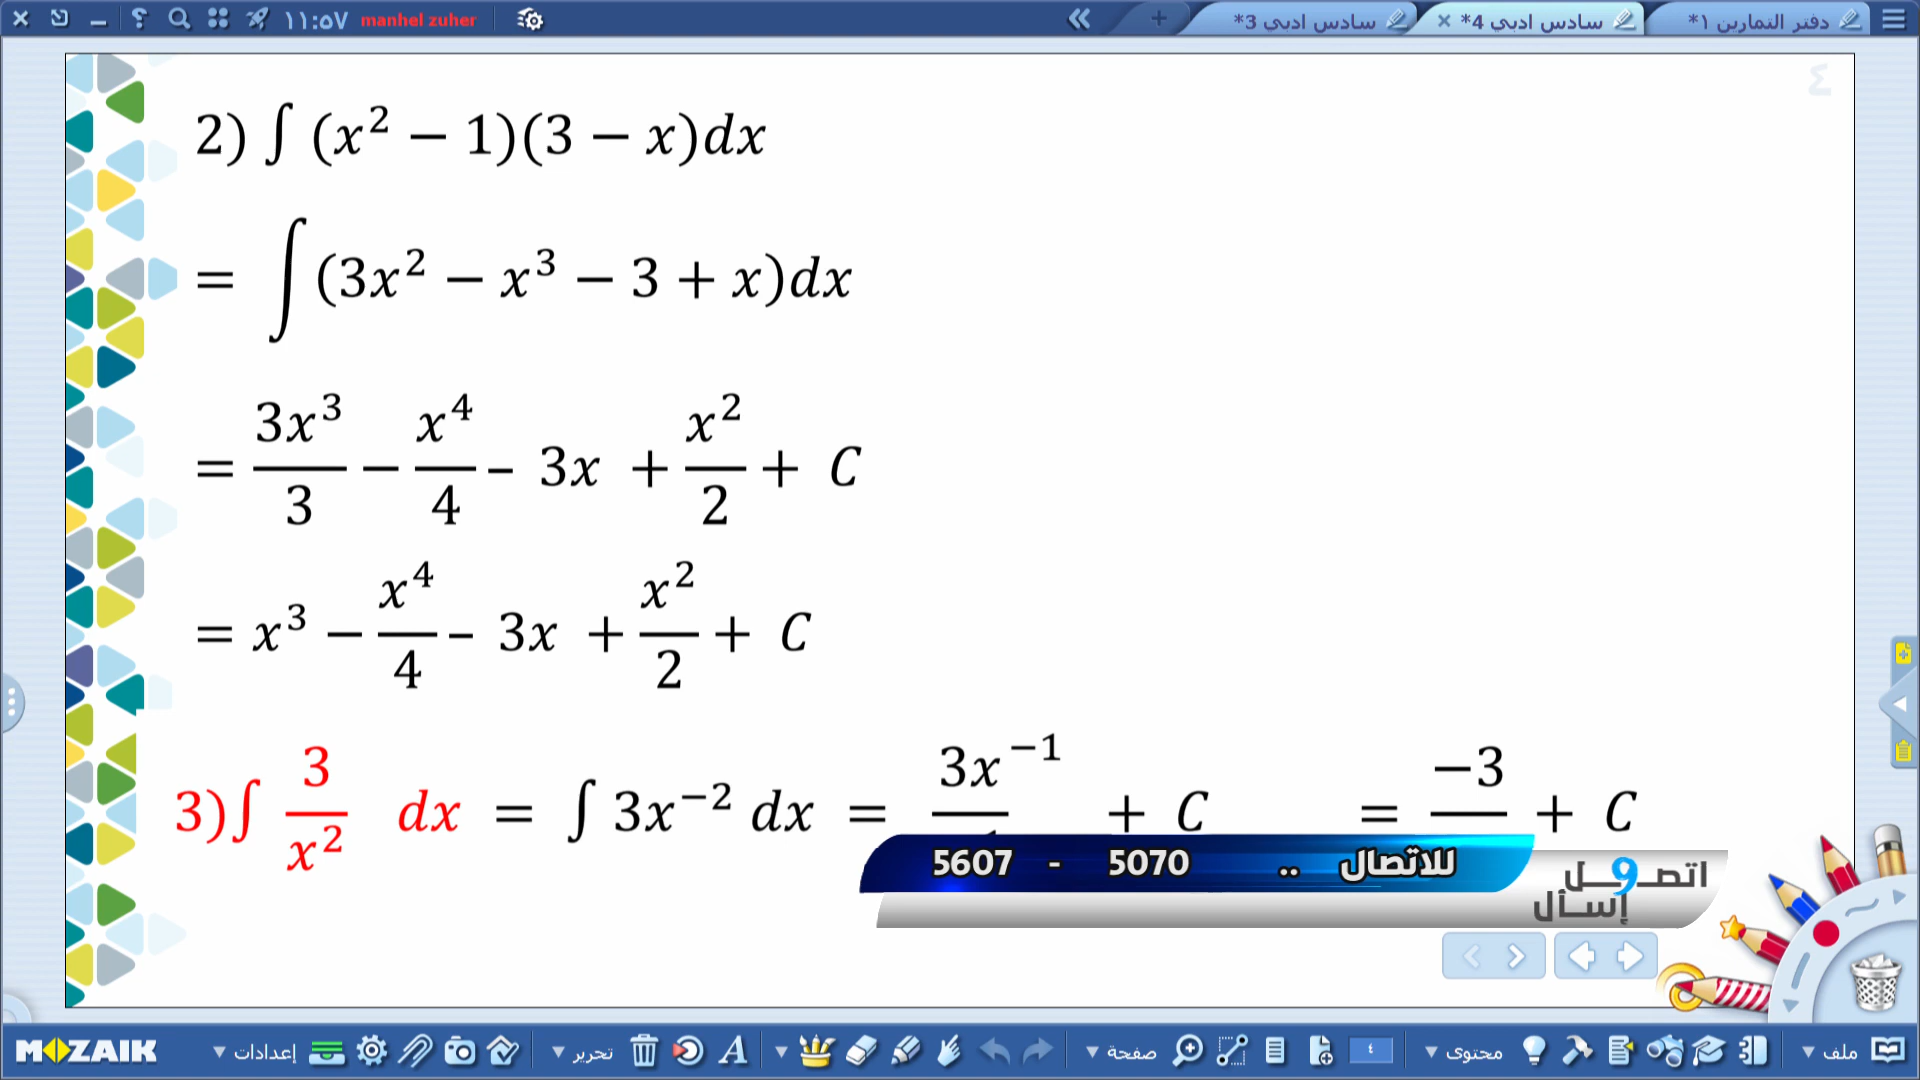 manhel zuher ١١:٥٧
سادس ادبي 3*
سادس ادبي 4*
دفتر التمارين ١*
٤
2) ∫ (x² − 1)(3 − x)dx
= ∫ (3x² − x³ − 3 + x)dx
= 3x³/3 − x⁴/4 − 3x + x²/2 + C
= x³ − x⁴/4 − 3x + x²/2 + C
3)∫ 3/x² dx = ∫ 3x⁻² dx = 3x⁻¹ + C = −3 + C
للاتصال .. 5070 - 5607
اتصل و إسأل
MOZAIK إعدادات تحرير صفحة ٤ محتوى ملف